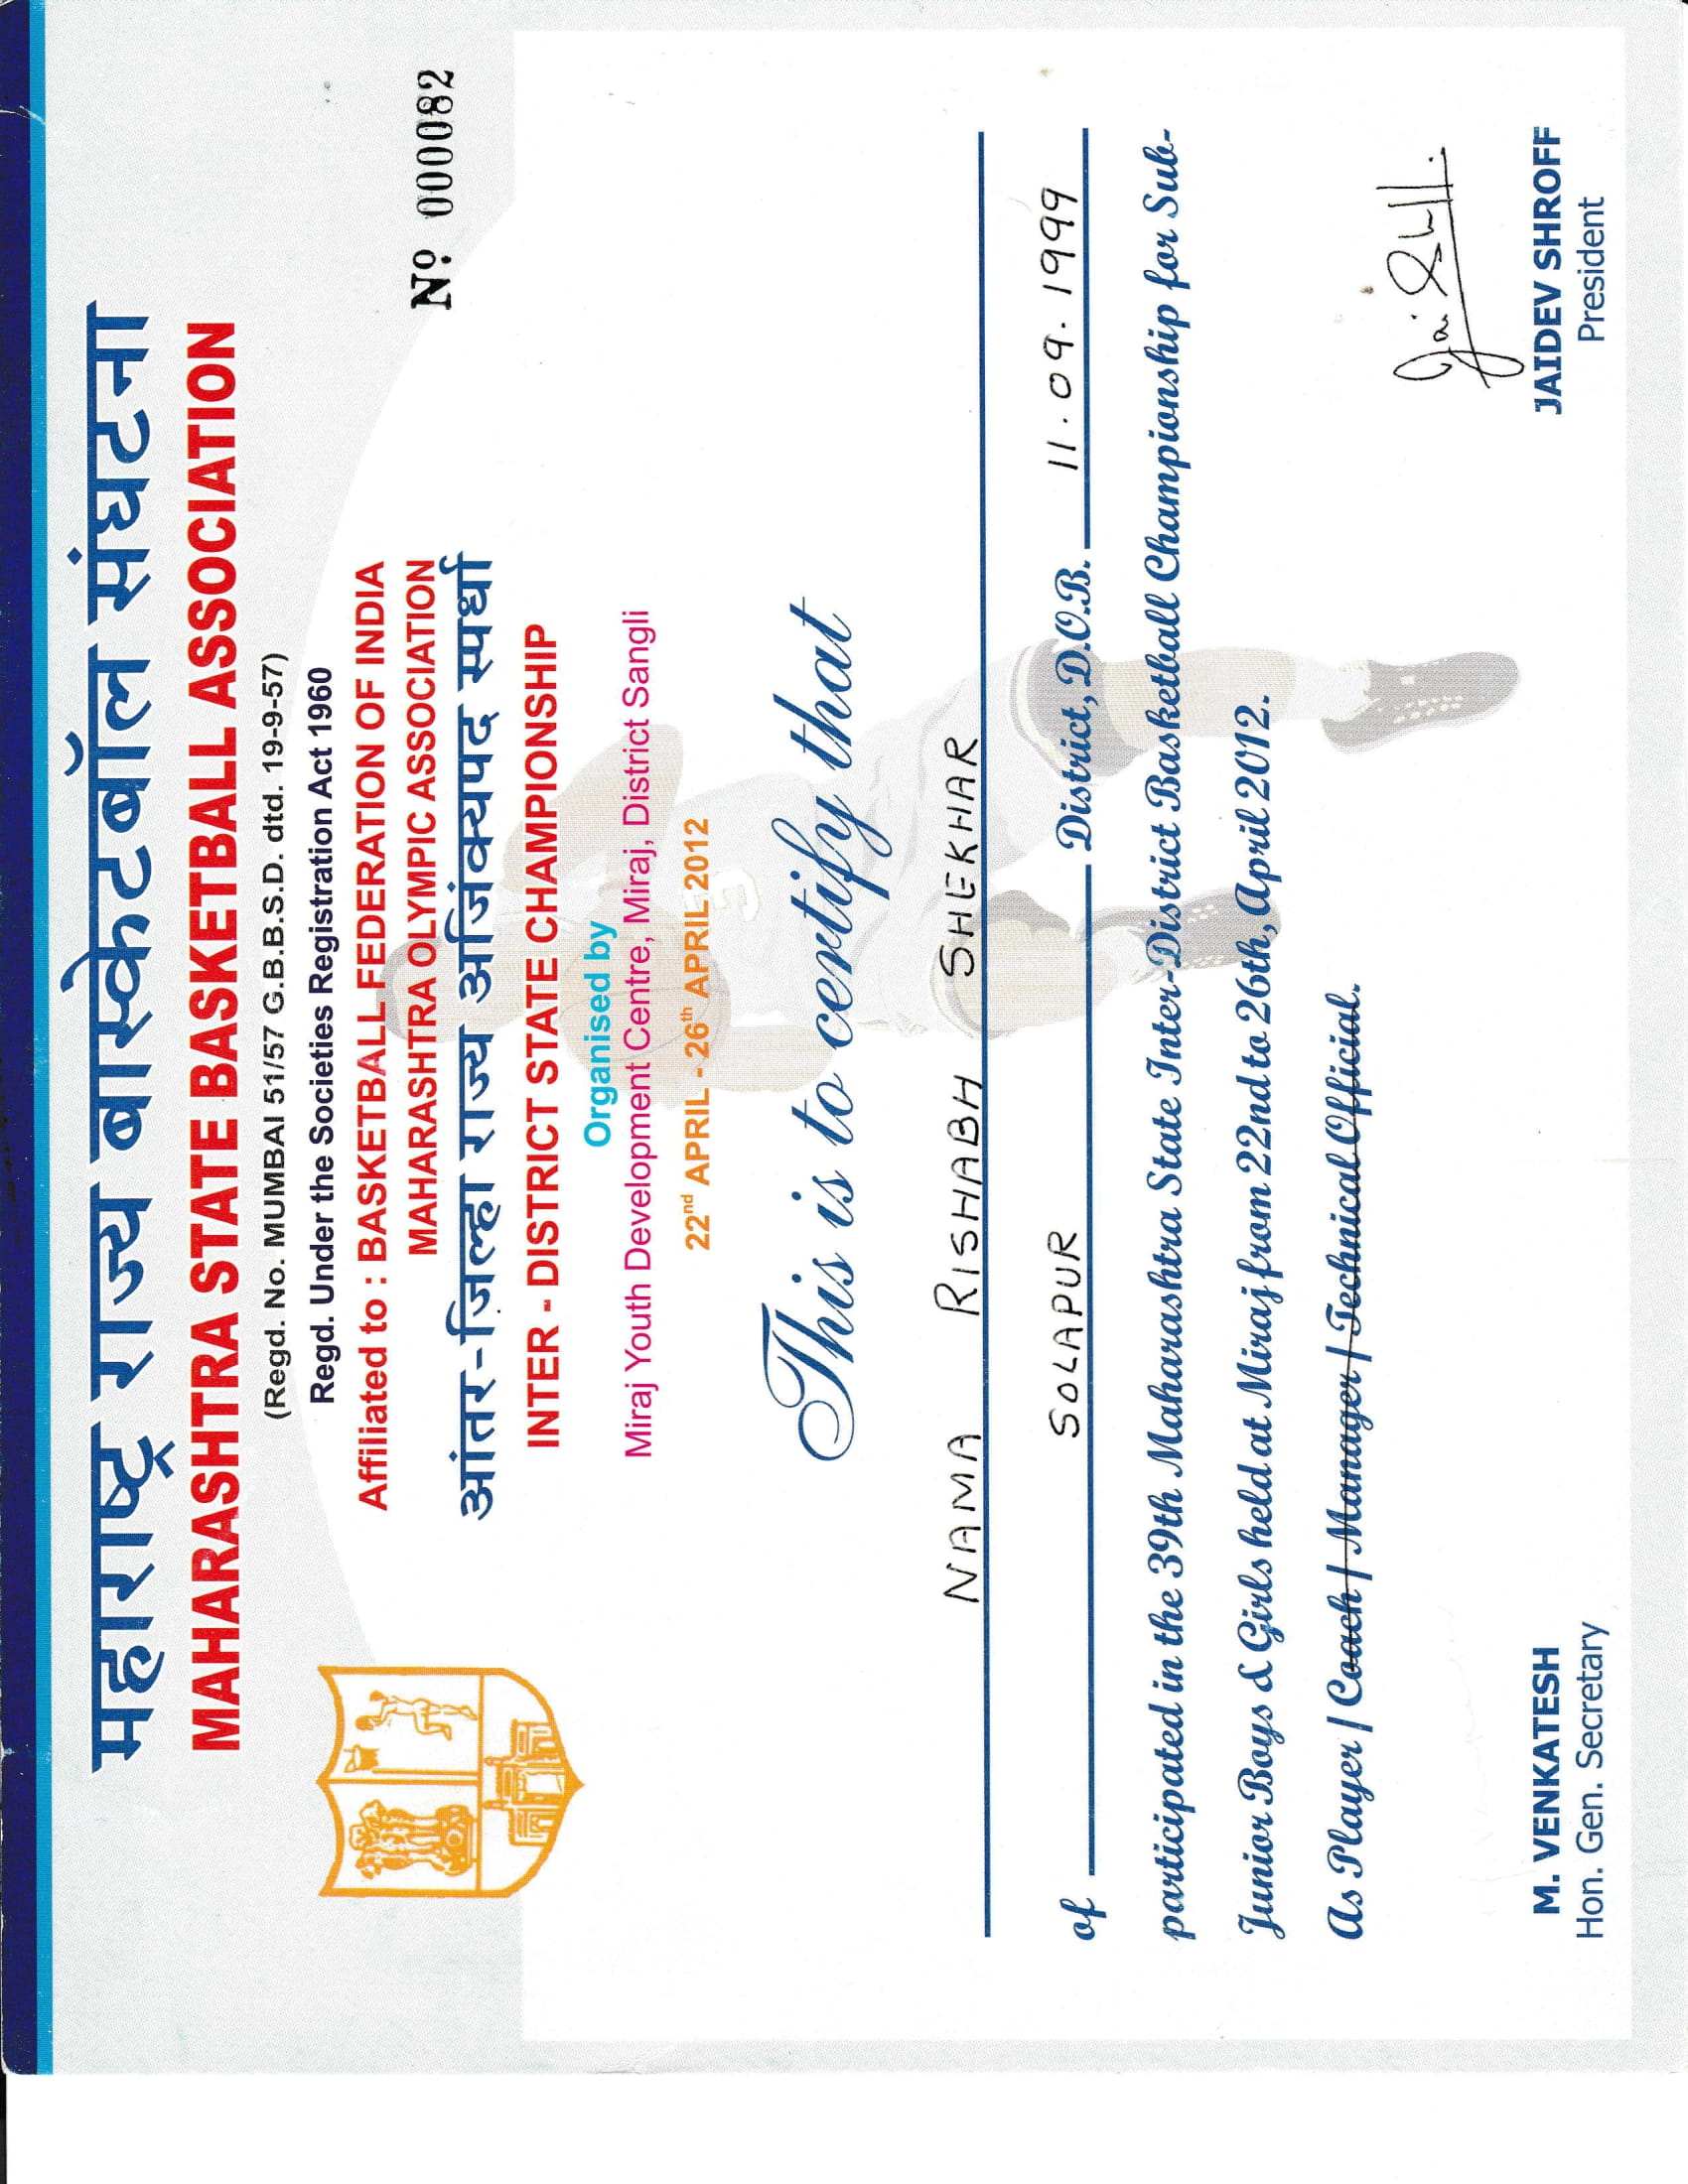 महाराष्ट्र राज्य बास्केटबॉल संघटना
MAHARASHTRA STATE BASKETBALL ASSOCIATION
(Regd. No. MUMBAI 51/57 G.B.B.S.D. dtd. 19-9-57)
Regd. Under the Societies Registration Act 1960
Affiliated to : BASKETBALL FEDERATION OF INDIA
MAHARASHTRA OLYMPIC ASSOCIATION
Nº 000082
आंतर-जिल्हा राज्य अजिंक्यपद स्पर्धा
INTER - DISTRICT STATE CHAMPIONSHIP
Organised by
Miraj Youth Development Centre, Miraj, District Sangli
22nd APRIL - 26th APRIL 2012
This is to certify that
NAMA RISHABH SHEKHAR
of SOLAPUR District, D.O.B. 11.09.1999
participated in the 39th Maharashtra State Inter-District Basketball Championship for Sub-
Junior Boys & Girls held at Miraj from 22nd to 26th, April 2012.
As Player / Coach / Manager / Technical Official.
Jai Shroff.
M. VENKATESH
Hon. Gen. Secretary
JAIDEV SHROFF
President